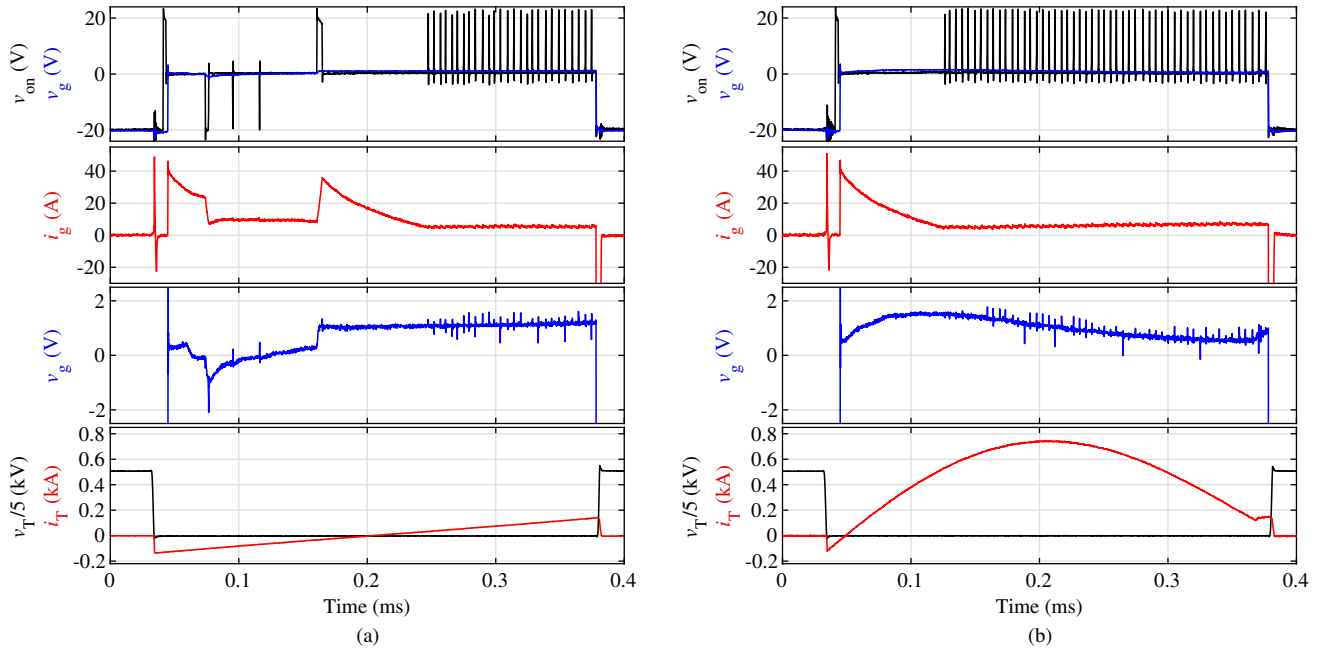 20
0
-20
v_on (V)
v_g (V)
40
20
0
-20
i_g (A)
2
0
-2
v_g (V)
0.8
0.6
0.4
0.2
0
-0.2
v_T/5 (kV)
i_T (kA)
0 0.1 0.2 0.3 0.4
Time (ms)
(a)
20
0
-20
v_on (V)
v_g (V)
40
20
0
-20
i_g (A)
2
0
-2
v_g (V)
0.8
0.6
0.4
0.2
0
-0.2
v_T/5 (kV)
i_T (kA)
0 0.1 0.2 0.3 0.4
Time (ms)
(b)